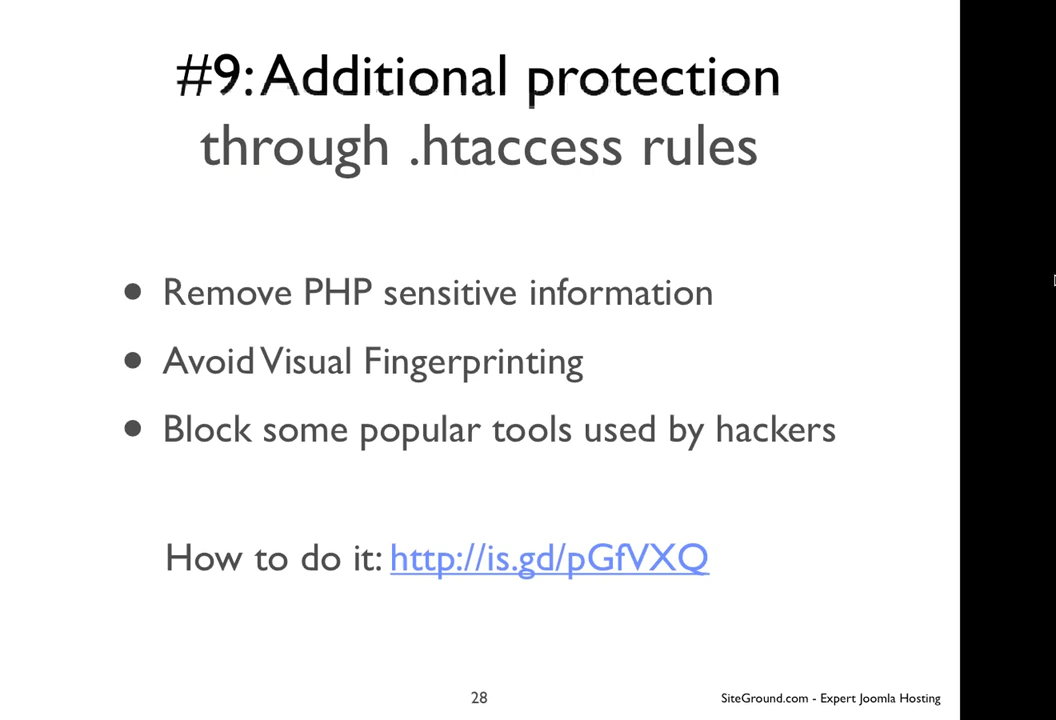 #9: Additional protection
through .htaccess rules
• Remove PHP sensitive information
• Avoid Visual Fingerprinting
• Block some popular tools used by hackers
How to do it: http://is.gd/pGfVXQ
28
SiteGround.com - Expert Joomla Hosting